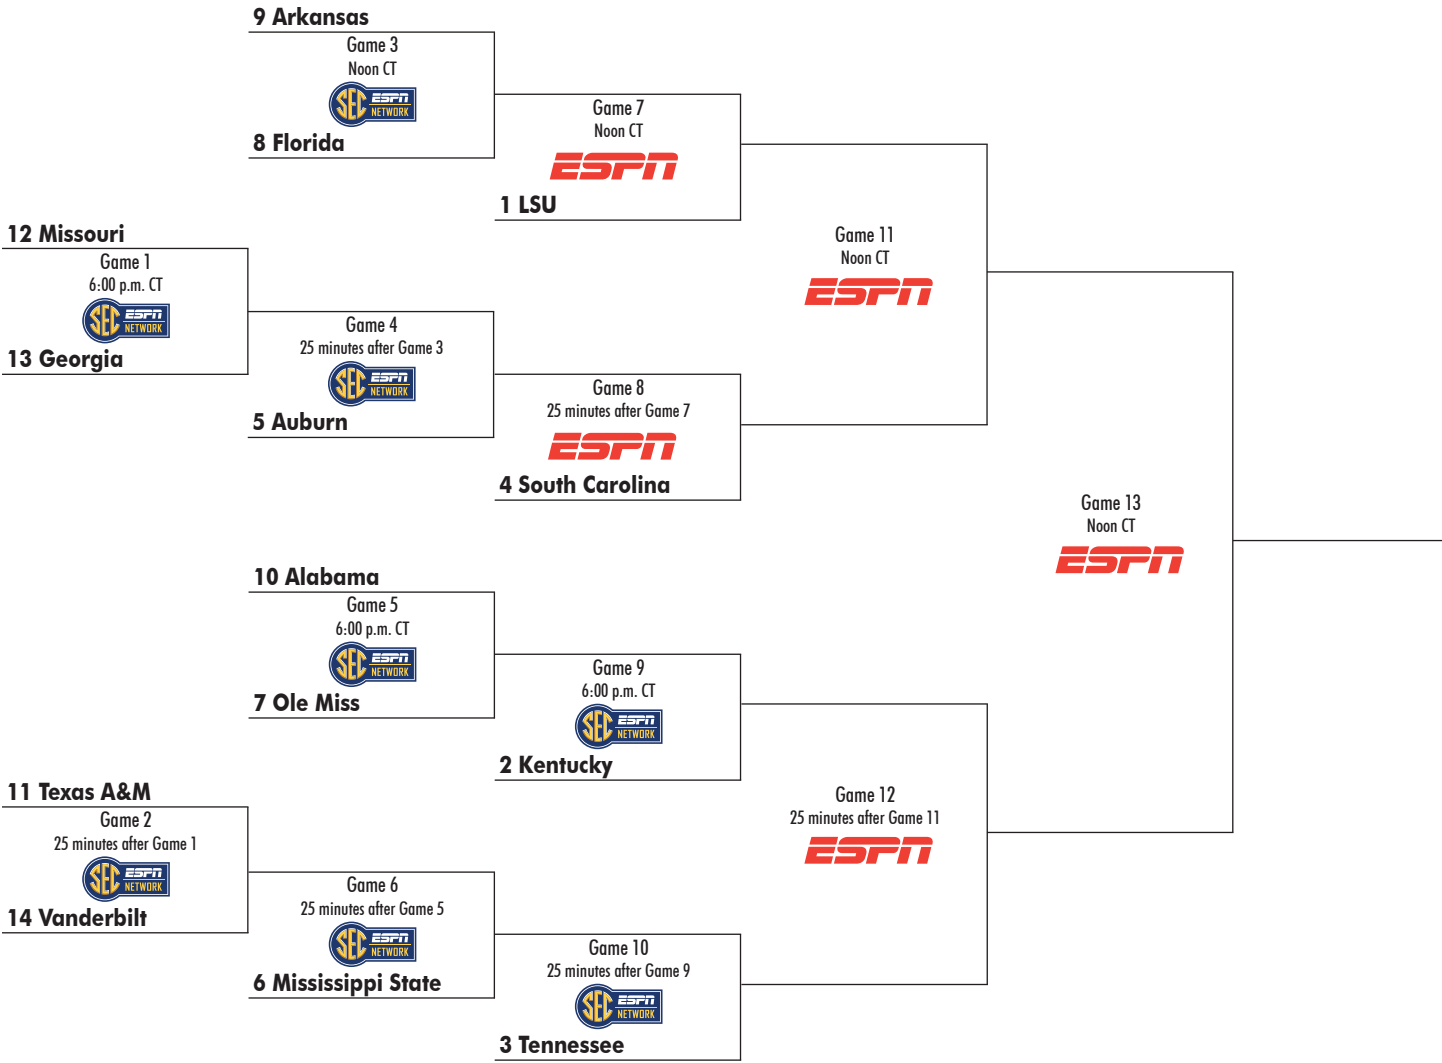 9 Arkansas
Game 3
Noon CT
SEC ESPN
NETWORK
8 Florida
Game 7
Noon CT
ESPN
1 LSU
12 Missouri
Game 1
6:00 p.m. CT
SEC ESPN
NETWORK
13 Georgia
Game 4
25 minutes after Game 3
SEC ESPN
NETWORK
5 Auburn
Game 8
25 minutes after Game 7
ESPN
4 South Carolina
Game 11
Noon CT
ESPN
10 Alabama
Game 5
6:00 p.m. CT
SEC ESPN
NETWORK
7 Ole Miss
Game 9
6:00 p.m. CT
SEC ESPN
NETWORK
2 Kentucky
11 Texas A&M
Game 2
25 minutes after Game 1
SEC ESPN
NETWORK
14 Vanderbilt
Game 6
25 minutes after Game 5
SEC ESPN
NETWORK
6 Mississippi State
Game 10
25 minutes after Game 9
SEC ESPN
NETWORK
3 Tennessee
Game 12
25 minutes after Game 11
ESPN
Game 13
Noon CT
ESPN